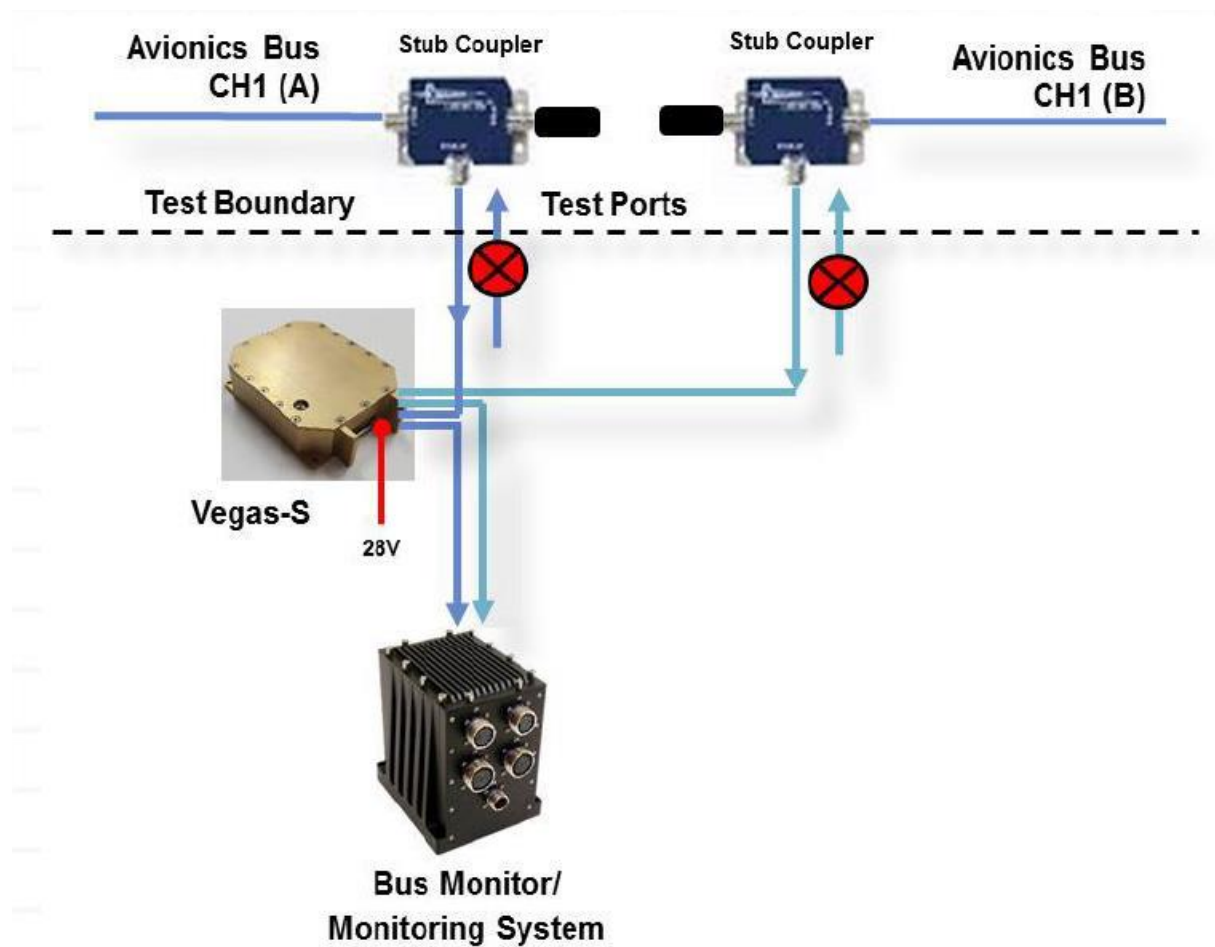 Avionics Bus
CH1 (A)
Stub Coupler
Stub Coupler
Avionics Bus
CH1 (B)
Test Boundary
Test Ports
Vegas-S
28V
Bus Monitor/
Monitoring System